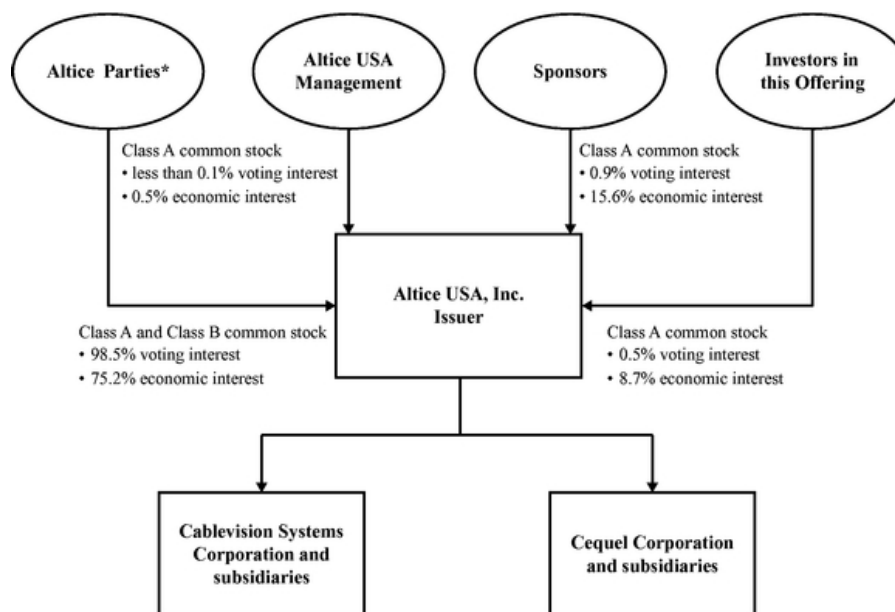 Altice Parties*
Altice USA
Management
Sponsors
Investors in
this Offering
Class A common stock
• less than 0.1% voting interest
• 0.5% economic interest
Class A common stock
• 0.9% voting interest
• 15.6% economic interest
Altice USA, Inc.
Issuer
Class A and Class B common stock
• 98.5% voting interest
• 75.2% economic interest
Class A common stock
• 0.5% voting interest
• 8.7% economic interest
Cablevision Systems
Corporation and
subsidiaries
Cequel Corporation
and subsidiaries